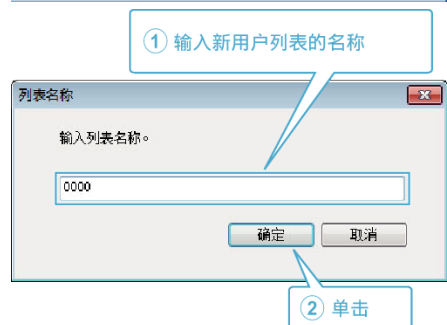 ① 输入新用户列表的名称
列表名称
输入列表名称。
0000
确定 取消
② 单击